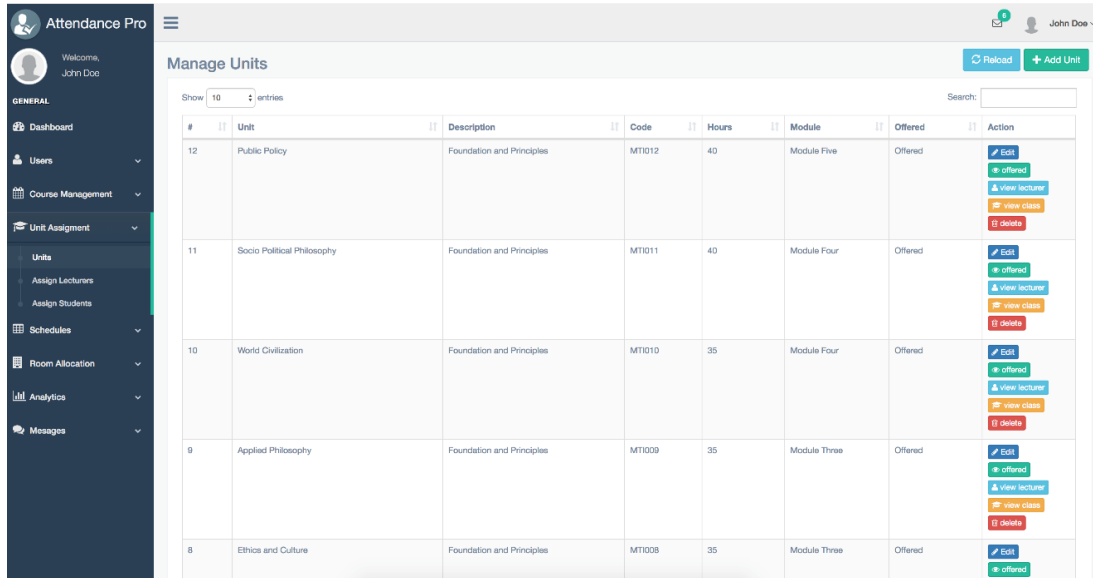 Attendance Pro
6
John Doe
Welcome,
John Doe
GENERAL
Dashboard
Users
Course Management
Unit Assigment
Units
Assign Lecturers
Assign Students
Schedules
Room Allocation
Analytics
Mesages
Manage Units
Reload
Add Unit
Show 10 entries
Search:
# Unit Description Code Hours Module Offered Action
12 Public Policy Foundation and Principles MTI012 40 Module Five Offered Edit
offered
view lecturer
view class
delete
11 Socio Political Philosophy Foundation and Principles MTI011 40 Module Four Offered Edit
offered
view lecturer
view class
delete
10 World Civilization Foundation and Principles MTI010 35 Module Four Offered Edit
offered
view lecturer
view class
delete
9 Applied Philosophy Foundation and Principles MTI009 35 Module Three Offered Edit
offered
view lecturer
view class
delete
8 Ethics and Culture Foundation and Principles MTI008 35 Module Three Offered Edit
offered